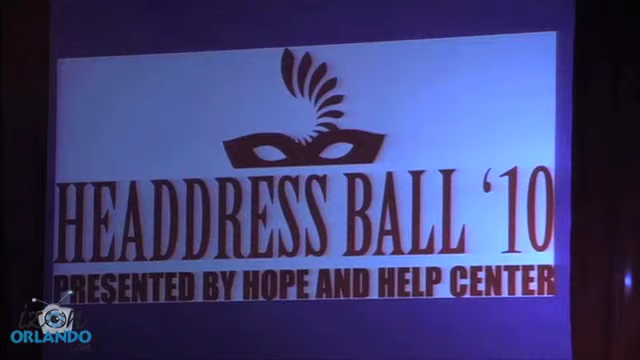 HEADDRESS BALL '10
PRESENTED BY HOPE AND HELP CENTER
ORLANDO